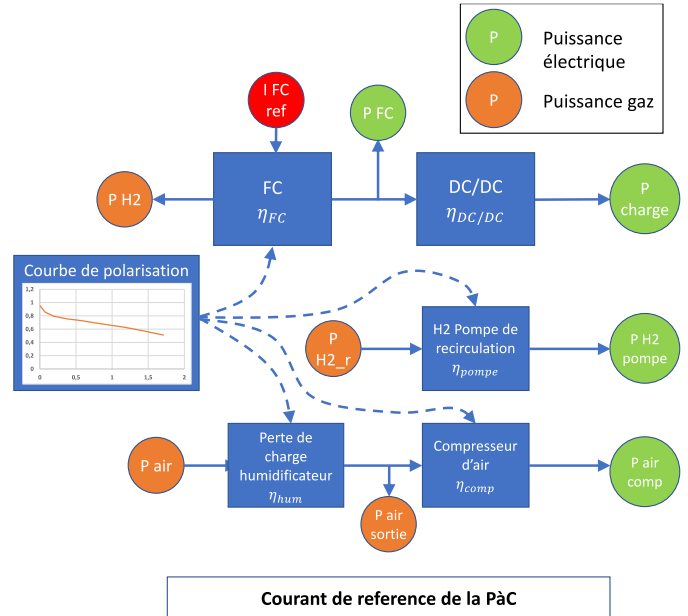 P
Puissance
électrique
P
Puissance gaz
I FC
ref
P FC
P H2
FC
ηFC
DC/DC
ηDC/DC
P
charge
Courbe de polarisation
1,2
1
0,8
0,6
0,4
0,2
0
0
0,5
1
1,5
2
P
H2_r
H2 Pompe de
recirculation
ηpompe
P H2
pompe
P air
Perte de
charge
humidificateur
ηhum
Compresseur
d'air
ηcomp
P air
comp
P air
sortie
Courant de reference de la PàC